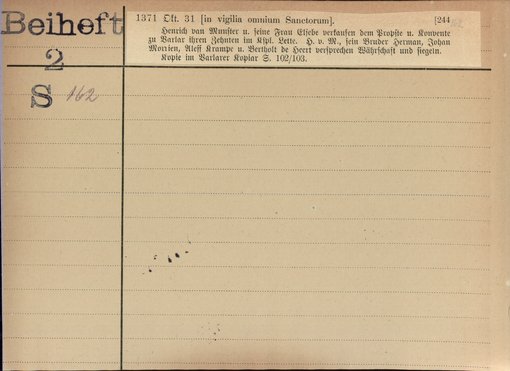 Beiheft
2
S 162
1371 Okt. 31 [in vigilia omnium Sanctorum]. [244
Henrich van Munster u. seine Frau Elsebe verkaufen dem Propste u. Konvente
zu Varlar ihren Zehnten im Kspl. Lette. H. v. M., sein Bruder Herman, Johan
Morrien, Aleff Krampe u. Bertholt de Heert versprechen Währschaft und siegeln.
Kopie im Varlarer Kopiar S. 102/103.